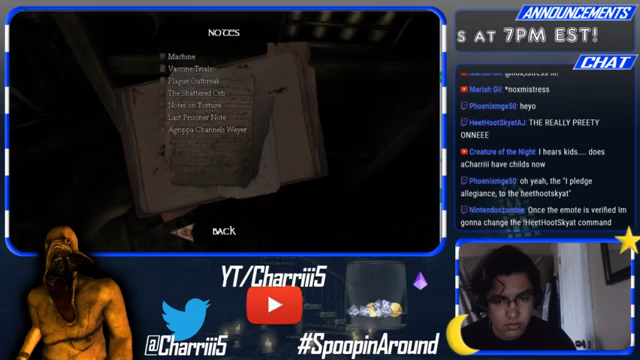 NOTES
Machine
Vaccine Trials
Plague Outbreak
The Shattered Orb
Notes on Torture
Last Prisoner Note
Agrippa Channels Weyer
BACK
ANNOUNCEMENTS
S AT 7PM EST!
CHAT
Mariah Gil: *noxmistress
Phoenixmge50: heyo
HeetHootSkyatAJ: THE REALLY PREETY
ONNEEE
Creature of the Night: I hears kids.... does
aCharriii have childs now
Phoenixmge50: oh yeah, the "I pledge
allegiance, to the heethootskyat"
Nintendoszombie: Once the emote is verified Im
gonna change the !HeetHootSkyat command
YT/Charriii5
@Charriii5
#SpoopinAround